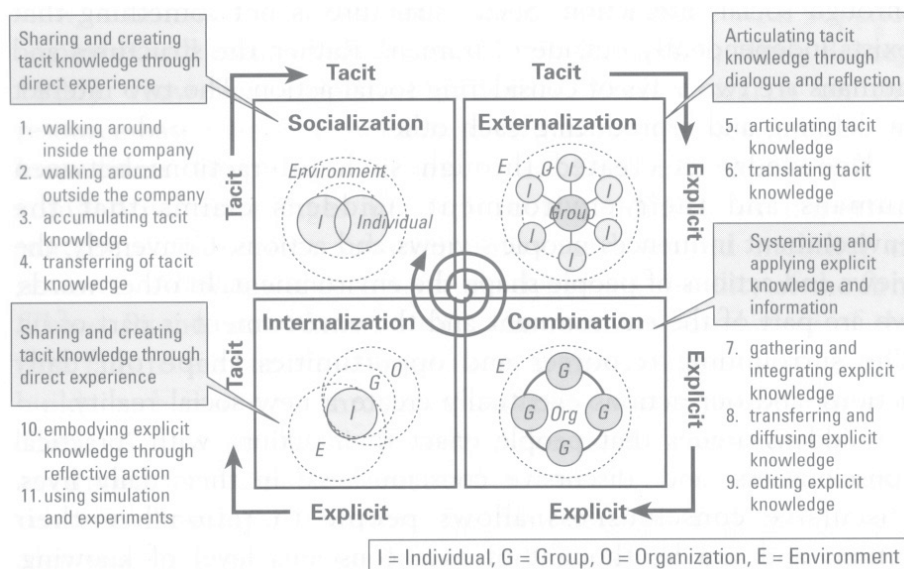 Sharing and creating
tacit knowledge through
direct experience
1. walking around
inside the company
2. walking around
outside the company
3. accumulating tacit
knowledge
4. transferring of tacit
knowledge
Sharing and creating
tacit knowledge through
direct experience
10. embodying explicit
knowledge through
reflective action
11. using simulation
and experiments
Tacit
Tacit
Tacit
Tacit
Socialization
Environment
I
Individual
Externalization
E
O
I
I
I
I
I
I
Group
Internalization
I
G
O
E
Combination
E
G
G
Org
G
G
Explicit
Explicit
Explicit
Explicit
Articulating tacit
knowledge through
dialogue and reflection
5. articulating tacit
knowledge
6. translating tacit
knowledge
Systemizing and
applying explicit
knowledge and
information
7. gathering and
integrating explicit
knowledge
8. transferring and
diffusing explicit
knowledge
9. editing explicit
knowledge
I = Individual, G = Group, O = Organization, E = Environment